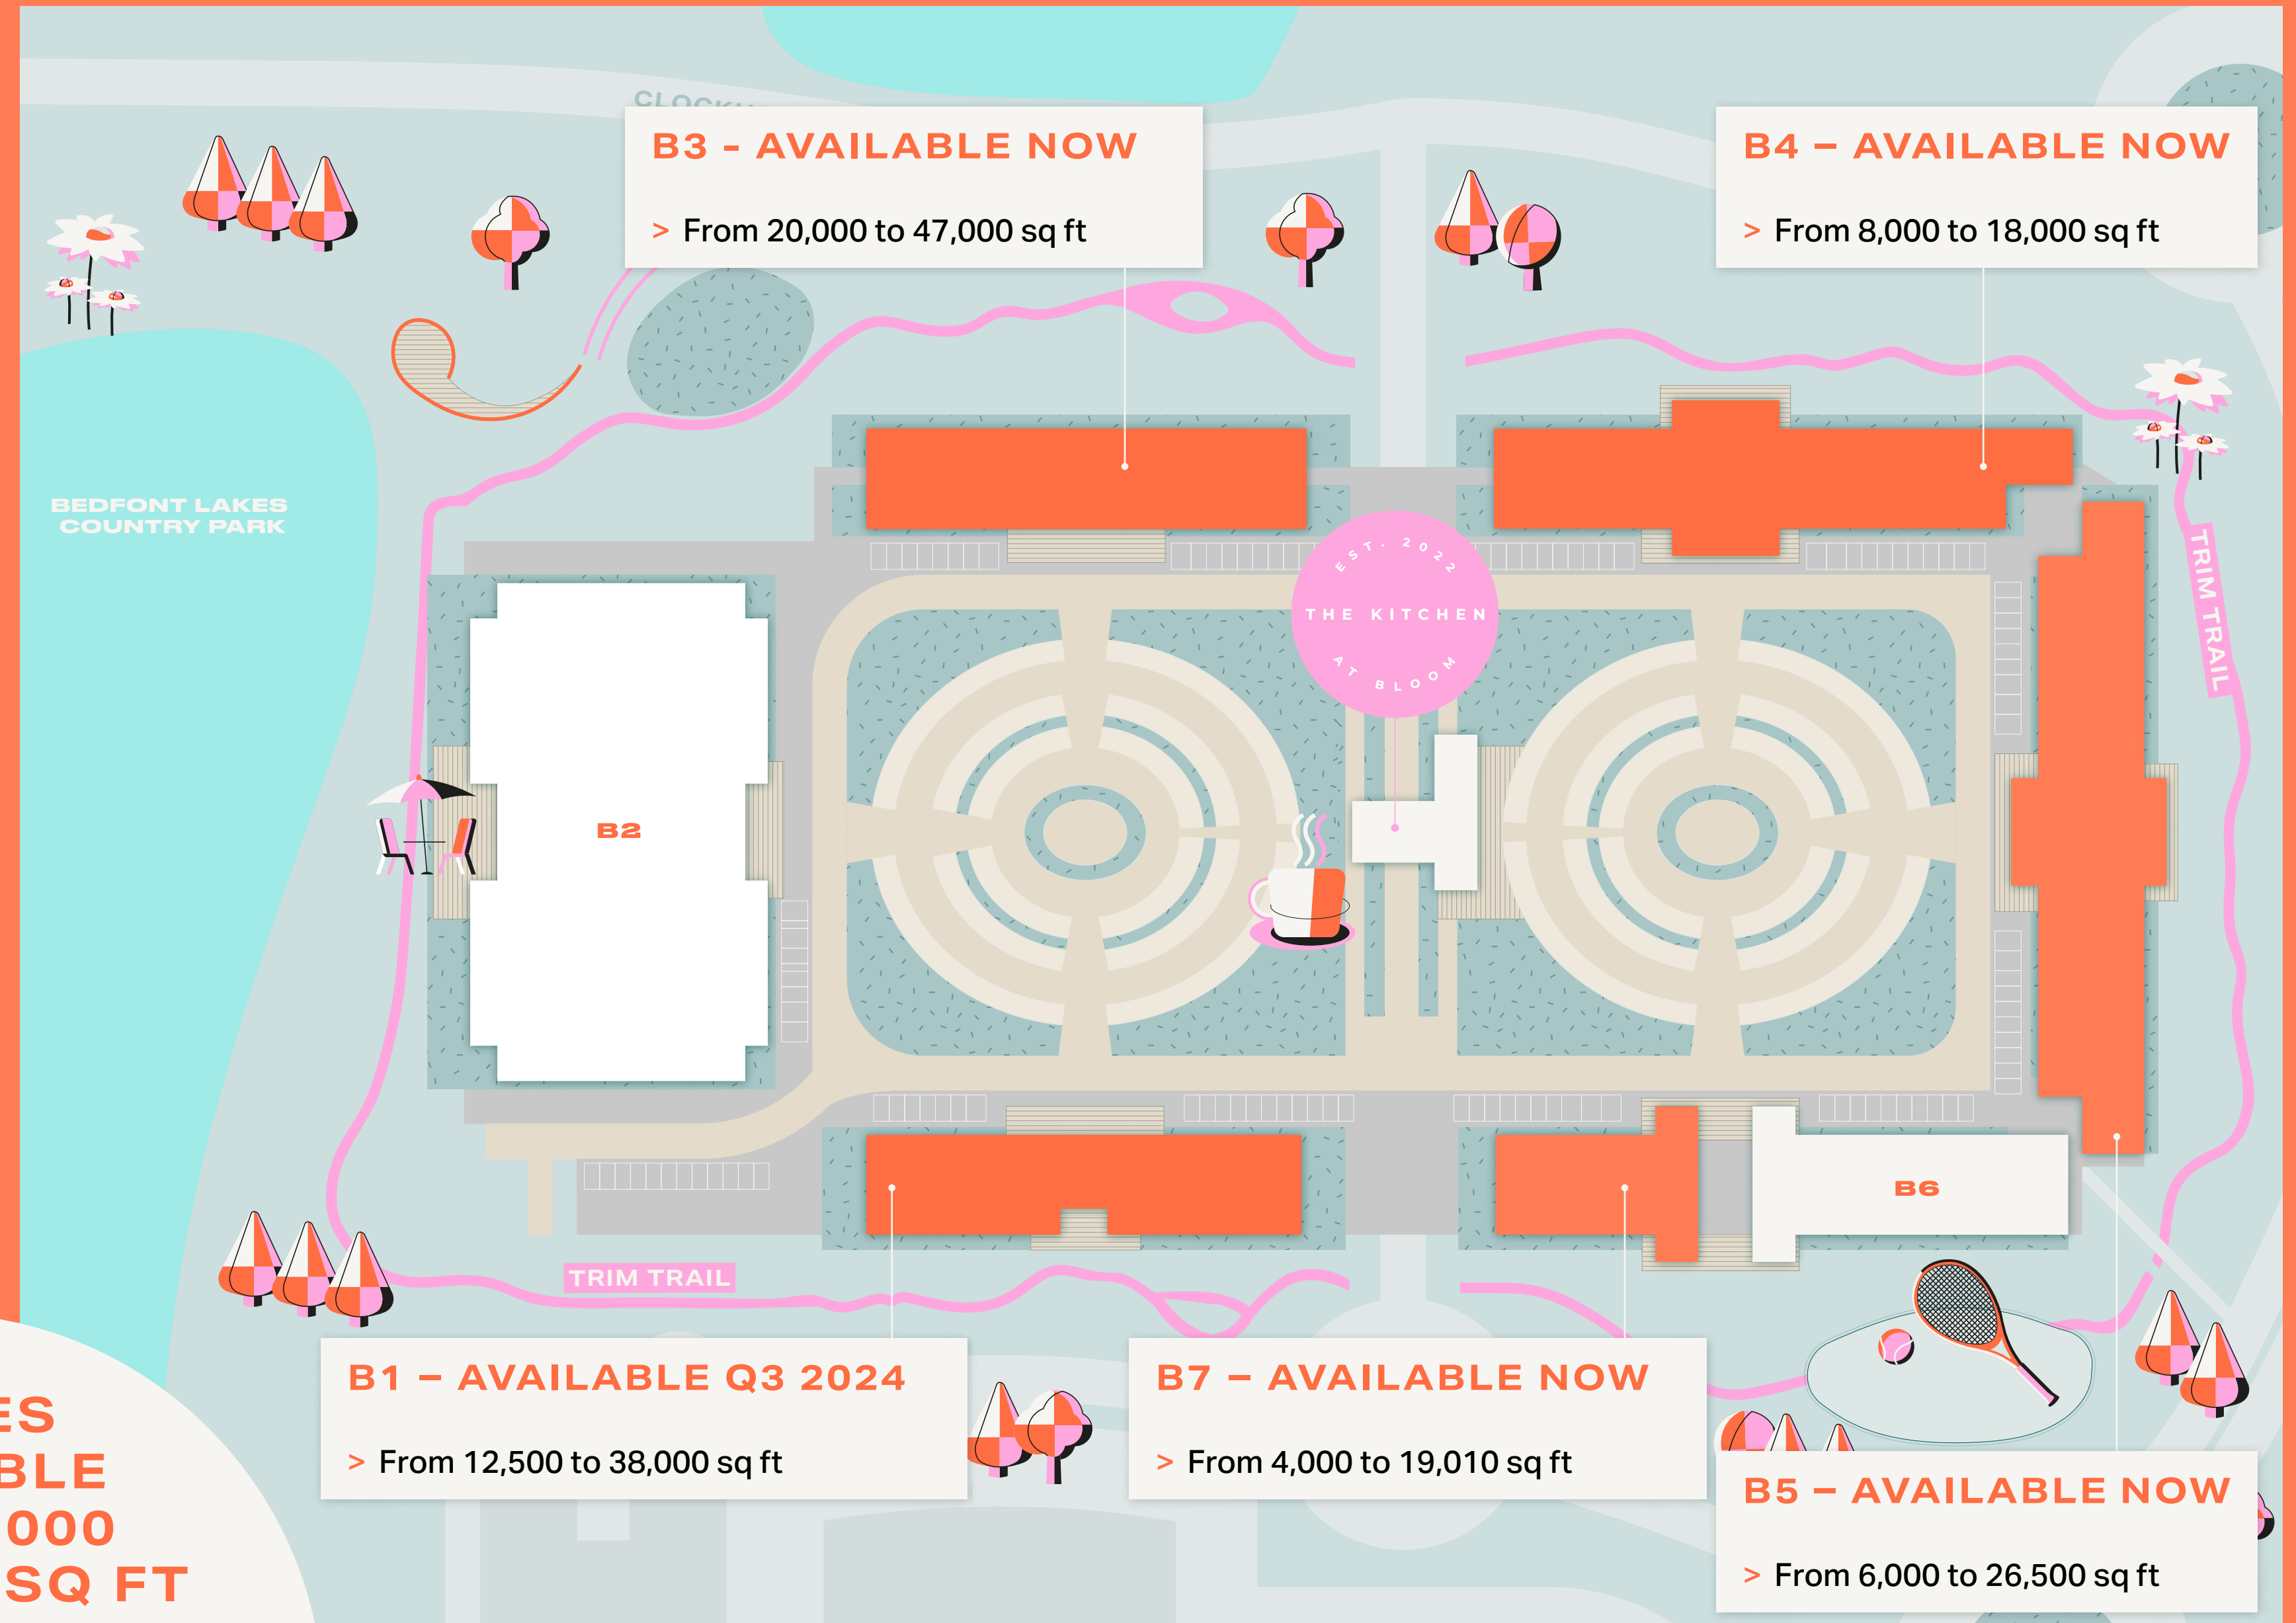 B3 - AVAILABLE NOW
> From 20,000 to 47,000 sq ft
B4 – AVAILABLE NOW
> From 8,000 to 18,000 sq ft
BEDFONT LAKES
COUNTRY PARK
TRIM TRAIL
EST. 2022
THE KITCHEN
AT BLOOM
B2
B6
TRIM TRAIL
B1 – AVAILABLE Q3 2024
> From 12,500 to 38,000 sq ft
B7 – AVAILABLE NOW
> From 4,000 to 19,010 sq ft
B5 – AVAILABLE NOW
> From 6,000 to 26,500 sq ft
000
SQ FT